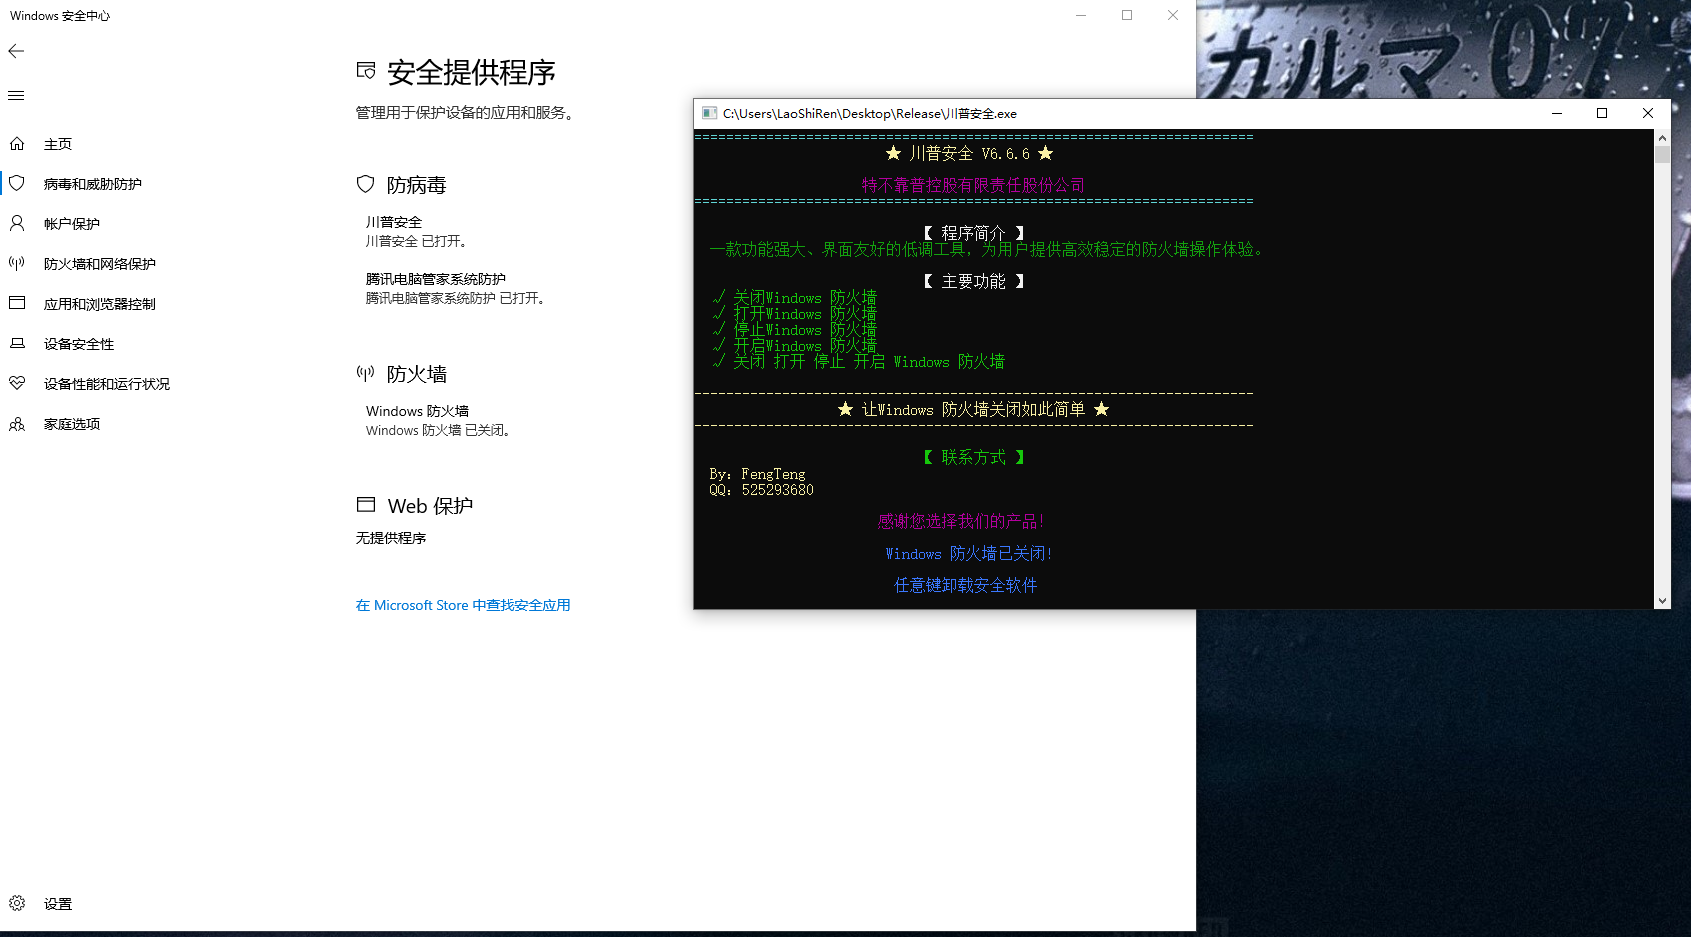 Windows 安全中心
安全提供程序
管理用于保护设备的应用和服务。
主页
病毒和威胁防护
帐户保护
防火墙和网络保护
应用和浏览器控制
设备安全性
设备性能和运行状况
家庭选项
设置
防病毒
川普安全
川普安全 已打开。
腾讯电脑管家系统防护
腾讯电脑管家系统防护 已打开。
防火墙
Windows 防火墙
Windows 防火墙 已关闭。
Web 保护
无提供程序
在 Microsoft Store 中查找安全应用
C:\Users\LaoShiRen\Desktop\Release\川普安全.exe
======================================================================
★ 川普安全 V6.6.6 ★
特不靠普控股有限责任股份公司
======================================================================
【 程序简介 】
一款功能强大、界面友好的低调工具，为用户提供高效稳定的防火墙操作体验。
【 主要功能 】
√ 关闭Windows 防火墙
√ 打开Windows 防火墙
√ 停止Windows 防火墙
√ 开启Windows 防火墙
√ 关闭 打开 停止 开启 Windows 防火墙
----------------------------------------------------------------------
★ 让Windows 防火墙关闭如此简单 ★
----------------------------------------------------------------------
【 联系方式 】
By: FengTeng
QQ: 525293680
感谢您选择我们的产品!
Windows 防火墙已关闭!
任意键卸载安全软件
カルマ 07